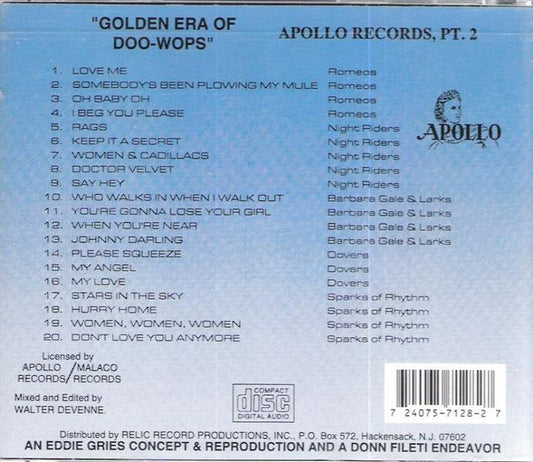 "GOLDEN ERA OF
DOO-WOPS"
APOLLO RECORDS, PT. 2
1. LOVE ME Romeos
2. SOMEBODY'S BEEN PLOWING MY MULE Romeos
3. OH BABY OH Romeos
4. I BEG YOU PLEASE Romeos
5. RAGS Night Riders
6. KEEP IT A SECRET Night Riders
7. WOMEN & CADILLACS Night Riders
8. DOCTOR VELVET Night Riders
9. SAY HEY Night Riders
10. WHO WALKS IN WHEN I WALK OUT Barbara Gale & Larks
11. YOU'RE GONNA LOSE YOUR GIRL Barbara Gale & Larks
12. WHEN YOU'RE NEAR Barbara Gale & Larks
13. JOHNNY DARLING Barbara Gale & Larks
14. PLEASE SQUEEZE Dovers
15. MY ANGEL Dovers
16. MY LOVE Dovers
17. STARS IN THE SKY Sparks of Rhythm
18. HURRY HOME Sparks of Rhythm
19. WOMEN, WOMEN, WOMEN Sparks of Rhythm
20. DON'T LOVE YOU ANYMORE Sparks of Rhythm
APOLLO
Licensed by
APOLLO / MALACO
RECORDS / RECORDS
Mixed and Edited by
WALTER DEVENNE.
COMPACT
disc
DIGITAL AUDIO
7 24075-7128-2 7
Distributed by RELIC RECORD PRODUCTIONS, INC., P.O. Box 572, Hackensack, N.J. 07602
AN EDDIE GRIES CONCEPT & REPRODUCTION AND A DONN FILETI ENDEAVOR